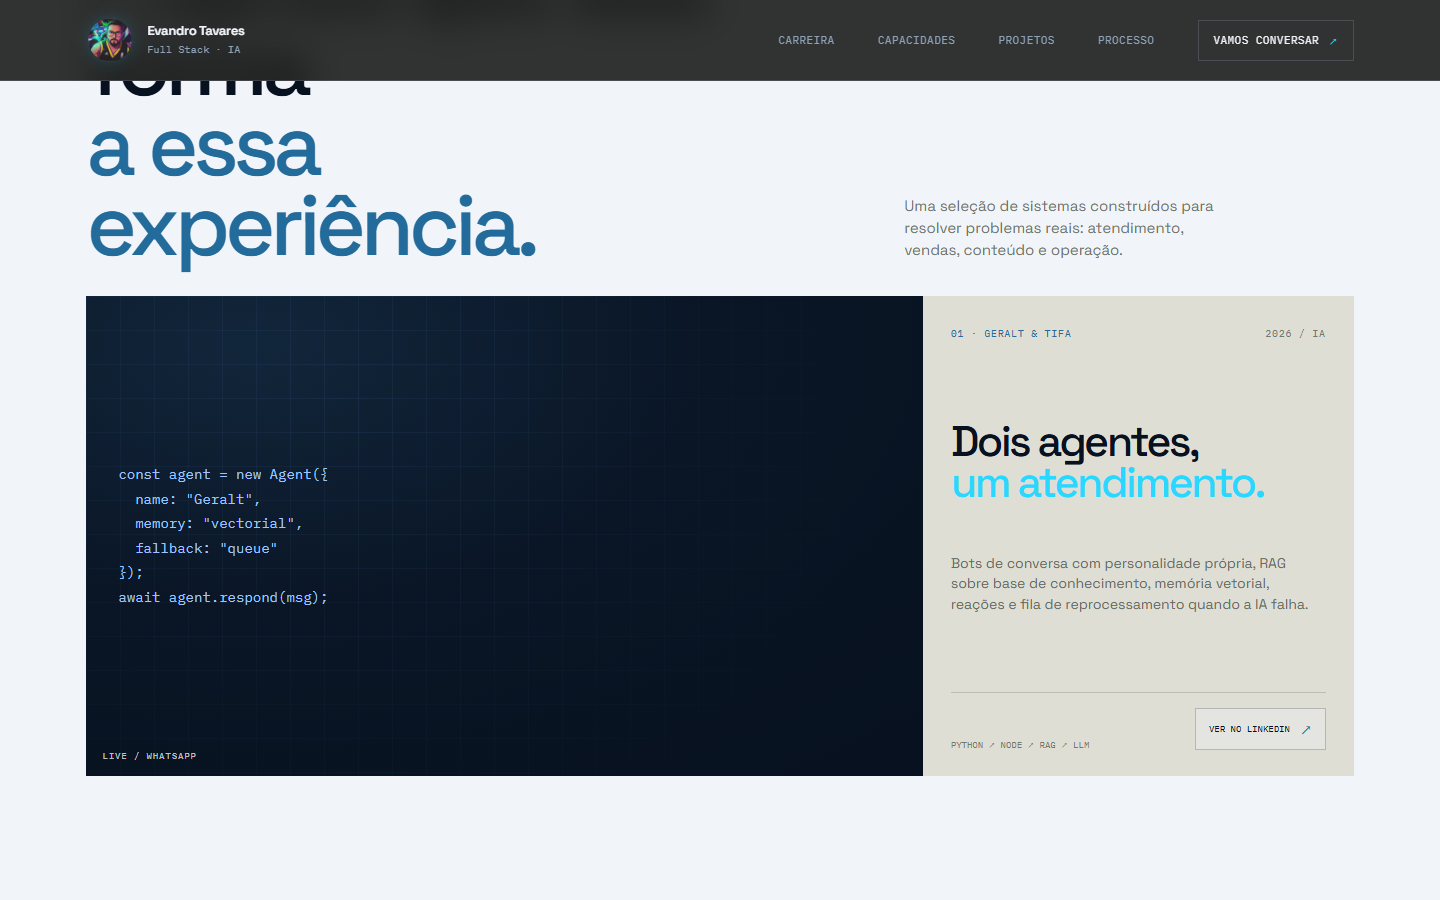 Evandro Tavares
Full Stack · IA
CARREIRA
CAPACIDADES
PROJETOS
PROCESSO
VAMOS CONVERSAR ↗
forma
a essa
experiência.
Uma seleção de sistemas construídos para
resolver problemas reais: atendimento,
vendas, conteúdo e operação.
const agent = new Agent({
  name: "Geralt",
  memory: "vectorial",
  fallback: "queue"
});
await agent.respond(msg);
LIVE / WHATSAPP
01 · GERALT & TIFA
2026 / IA
Dois agentes,
um atendimento.
Bots de conversa com personalidade própria, RAG
sobre base de conhecimento, memória vetorial,
reações e fila de reprocessamento quando a IA falha.
PYTHON ↗ NODE ↗ RAG ↗ LLM
VER NO LINKEDIN ↗